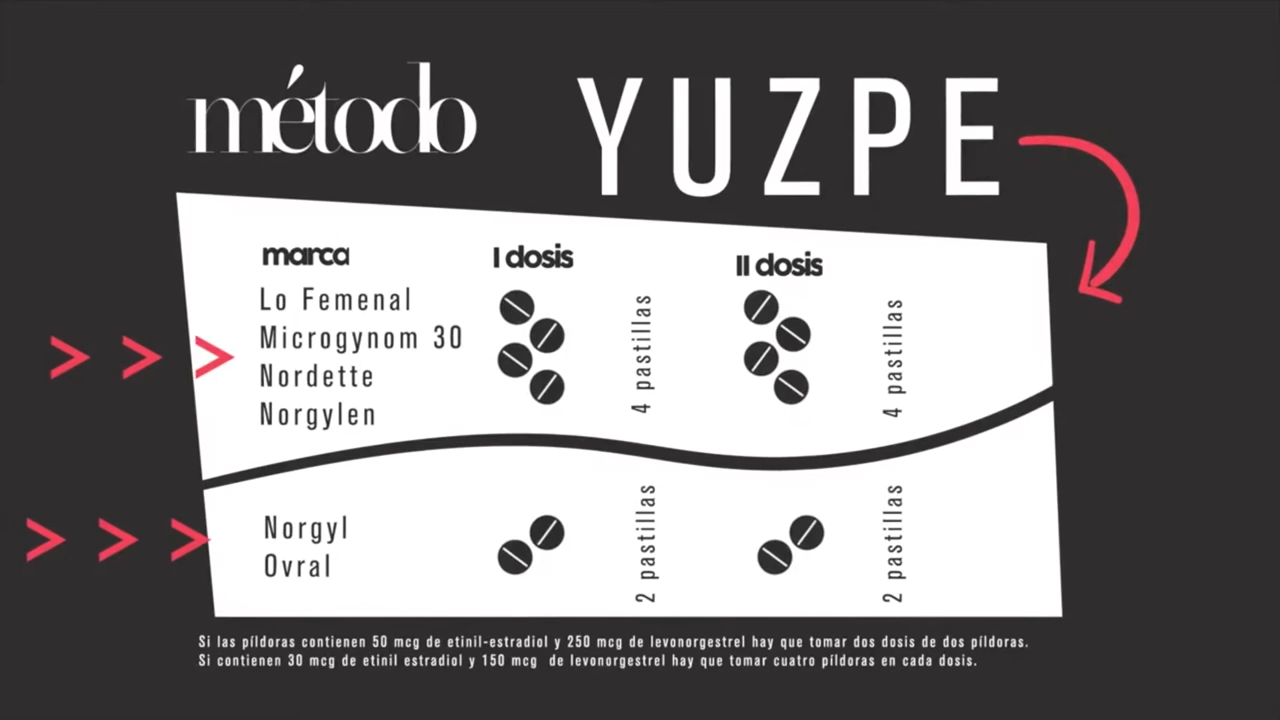 método YUZPE
marca I dosis II dosis
Lo Femenal
Microgynom 30
Nordette
Norgylen
4 pastillas
4 pastillas
Norgyl
Ovral
2 pastillas
2 pastillas
Si las píldoras contienen 50 mcg de etinil-estradiol y 250 mcg de levonorgestrel hay que tomar dos dosis de dos píldoras.
Si contienen 30 mcg de etinil estradiol y 150 mcg de levonorgestrel hay que tomar cuatro píldoras en cada dosis.